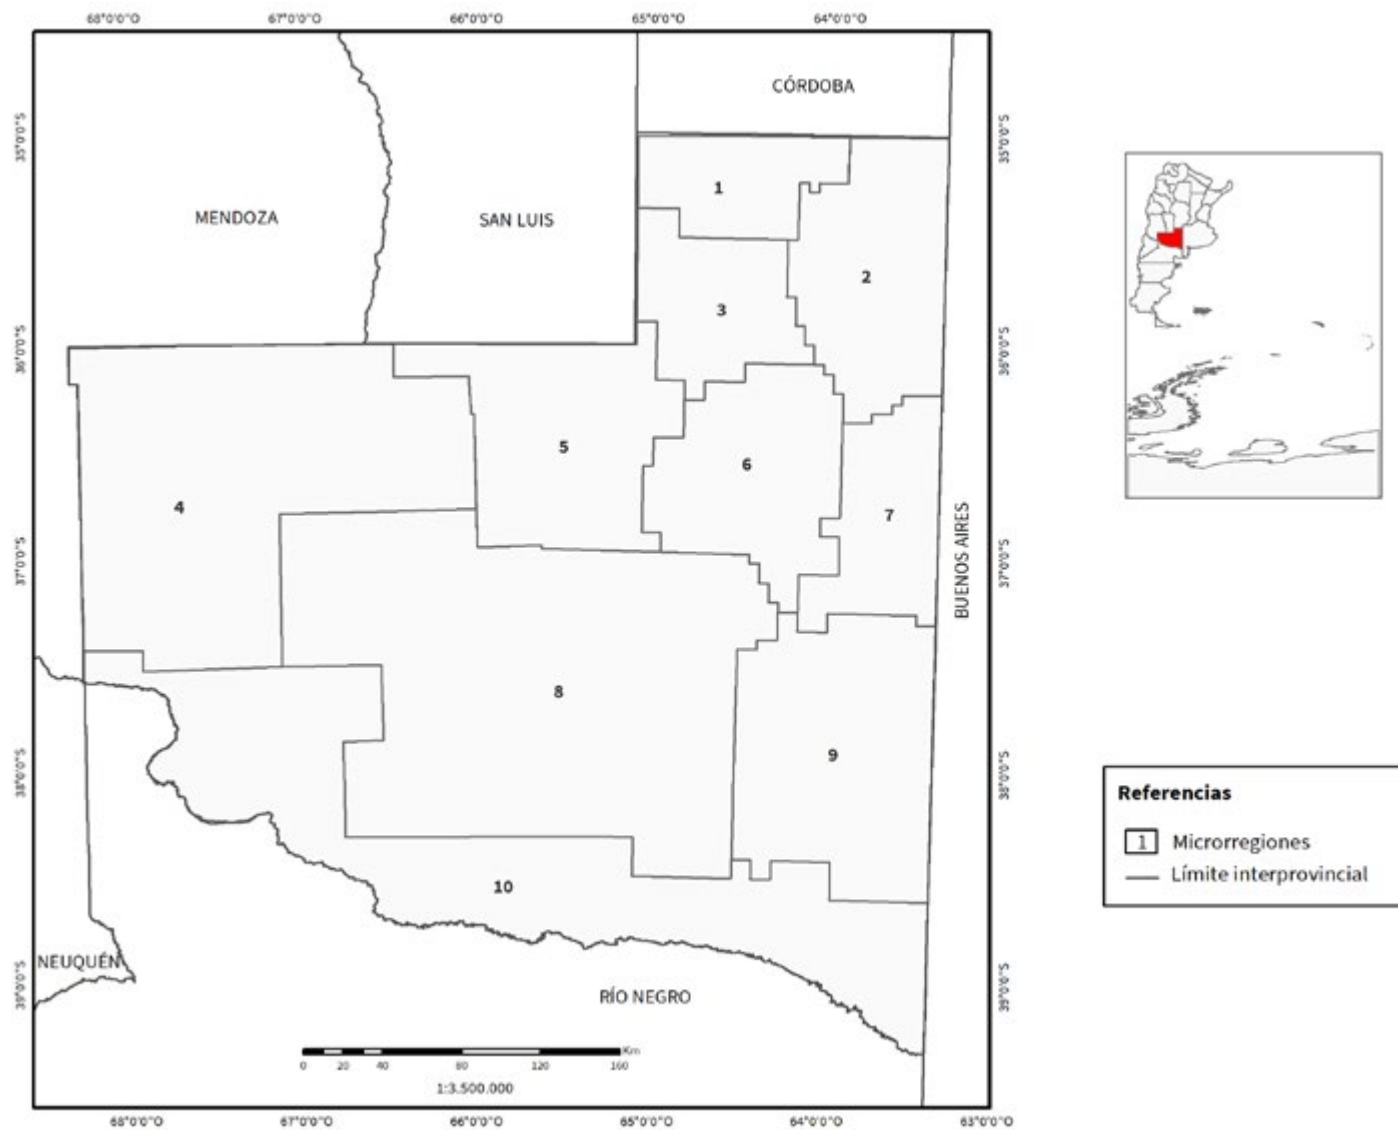 68°0'0"O 67°0'0"O 66°0'0"O 65°0'0"O 64°0'0"O
CÓRDOBA
35°0'0"S 35°0'0"S
1
MENDOZA SAN LUIS
2
3
36°0'0"S 36°0'0"S
5
6
4
7
BUENOS AIRES
37°0'0"S 37°0'0"S
8
9
38°0'0"S 38°0'0"S
Referencias
1 Microrregiones
Límite interprovincial
10
NEUQUÉN
39°0'0"S 39°0'0"S
RÍO NEGRO
Km
0 20 40 80 120 160
1:3.500.000
68°0'0"O 67°0'0"O 66°0'0"O 65°0'0"O 64°0'0"O 63°0'0"O